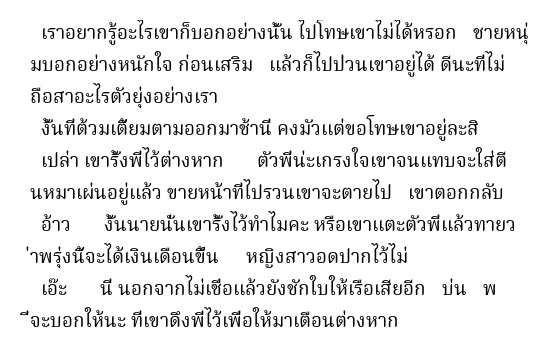 เราอยากรู้อะไรเขาก็บอกอย่างนั้น ไปโทษเขาไม่ได้หรอก ชายหนุ่
มบอกอย่างหนักใจ ก่อนเสริม แล้วก็ไปป่วนเขาอยู่ได้ ดีนะที่ไม่
ถือสาอะไรตัวยุ่งอย่างเรา
งั้นที่ต้วมเตี้ยมตามออกมาช้านี่ คงมัวแต่ขอโทษเขาอยู่ละสิ
เปล่า เขารั้งพี่ไว้ต่างหาก ตัวพี่น่ะเกรงใจเขาจนแทบจะใส่ตี
นหมาเผ่นอยู่แล้ว ขายหน้าที่ไปรวนเขาจะตายไป เขาตอกกลับ
อ้าว งั้นนายนั่นเขารั้งไว้ทำไมคะ หรือเขาแตะตัวพี่แล้วทายว
่าพรุ่งนี้จะได้เงินเดือนขึ้น หญิงสาวอดปากไว้ไม่
เอ๊ะ นี่ นอกจากไม่เชื่อแล้วยังชักใบให้เรือเสียอีก บ่น พ
ี่จะบอกให้นะ ที่เขาดึงพี่ไว้เพื่อให้มาเตือนต่างหาก